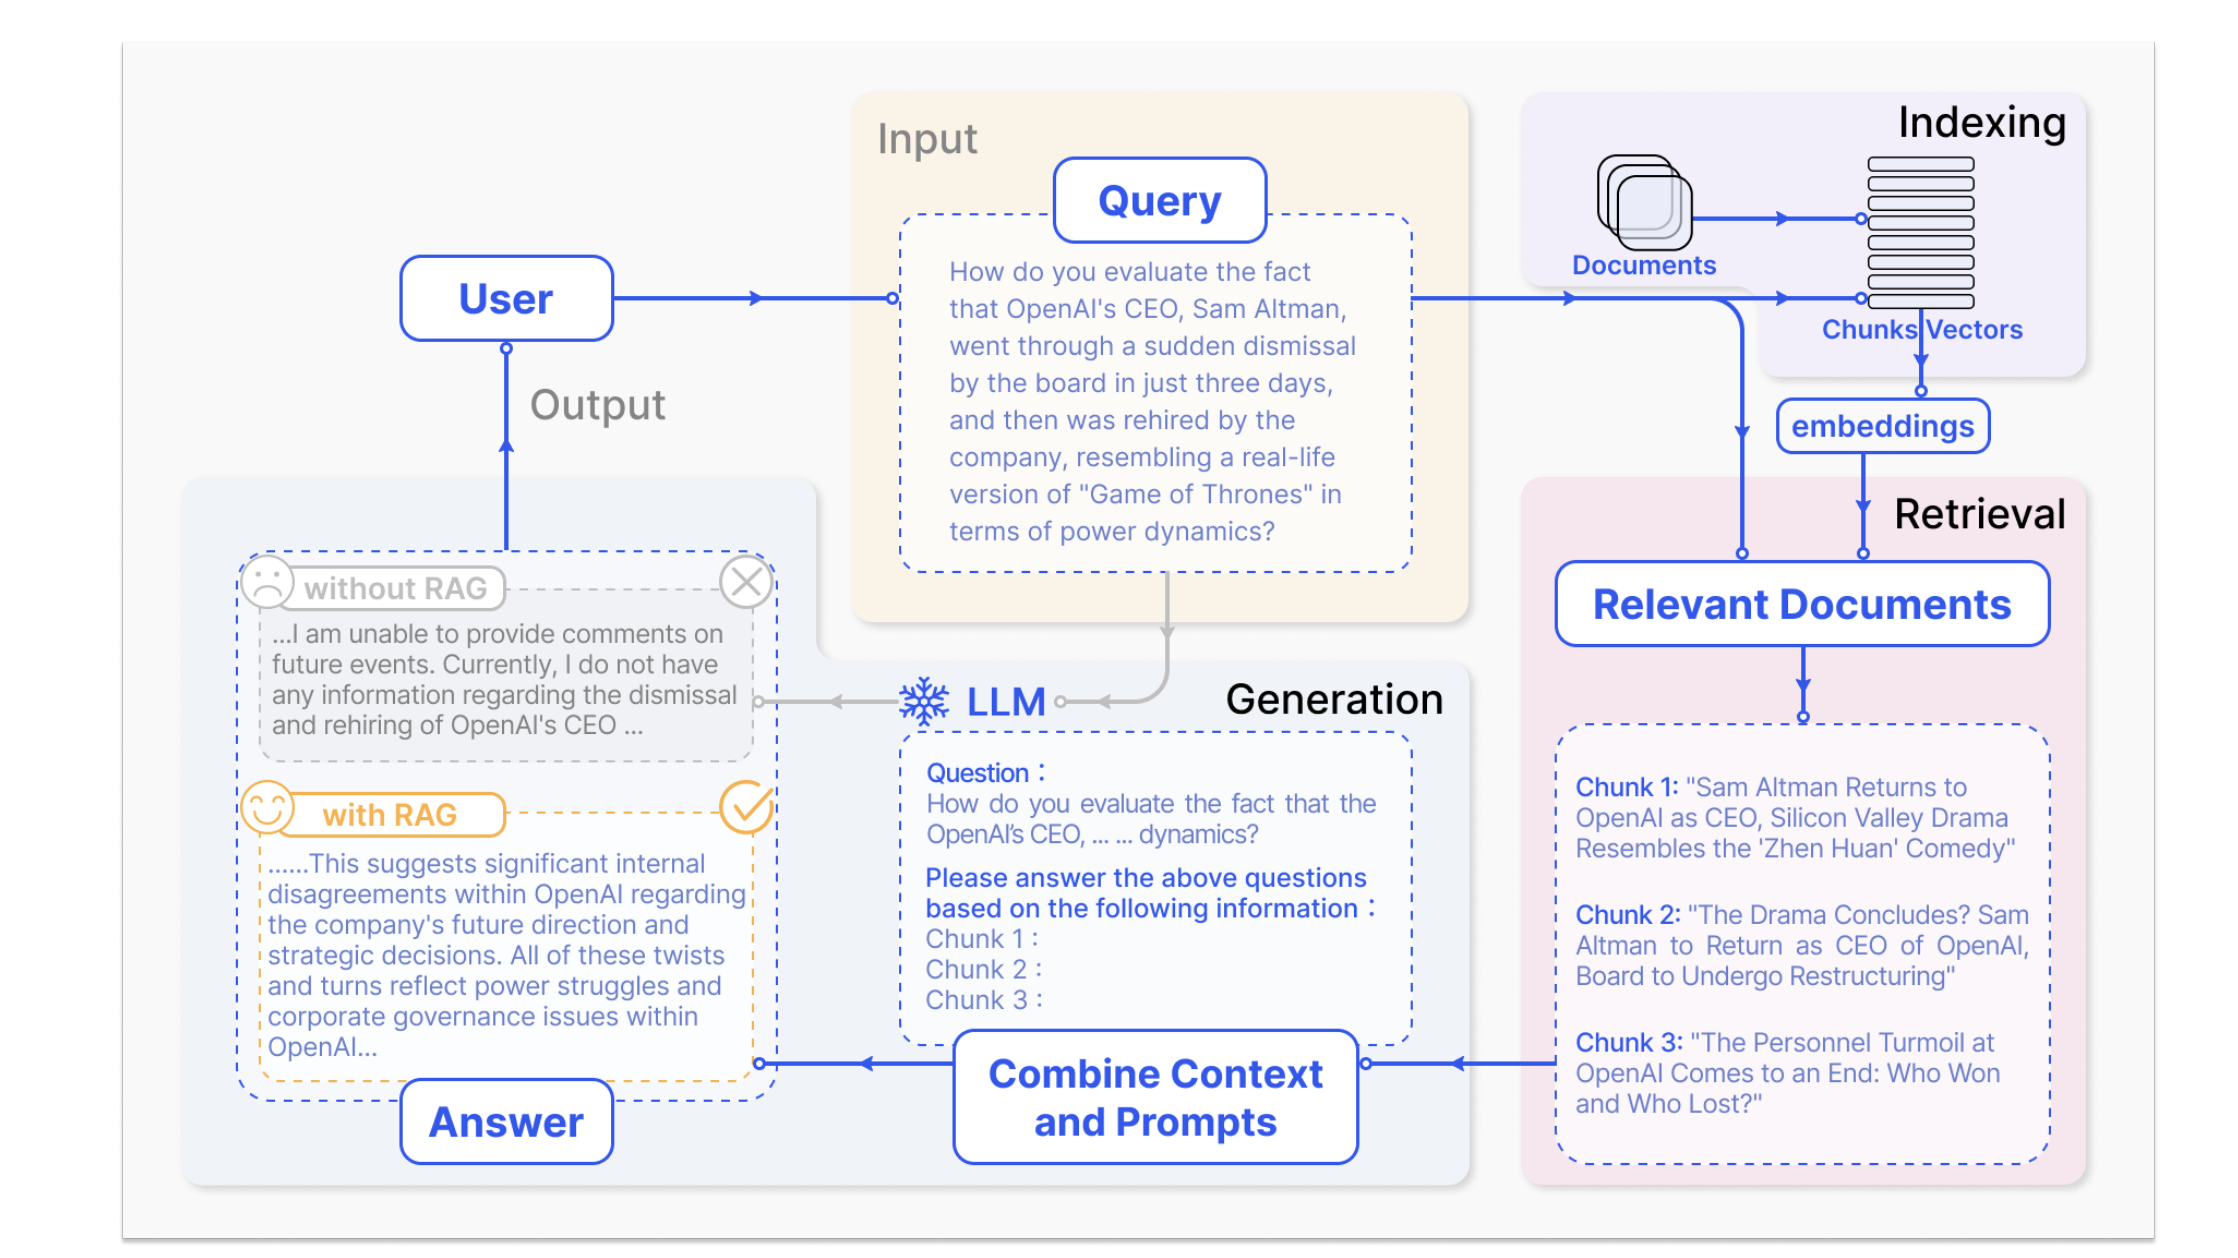 Input
Query
How do you evaluate the fact
that OpenAI's CEO, Sam Altman,
went through a sudden dismissal
by the board in just three days,
and then was rehired by the
company, resembling a real-life
version of "Game of Thrones" in
terms of power dynamics?
Indexing
Documents
Chunks Vectors
embeddings
User
Output
Retrieval
Relevant Documents
Chunk 1: "Sam Altman Returns to
OpenAI as CEO, Silicon Valley Drama
Resembles the 'Zhen Huan' Comedy"
Chunk 2: "The Drama Concludes? Sam
Altman to Return as CEO of OpenAI,
Board to Undergo Restructuring"
Chunk 3: "The Personnel Turmoil at
OpenAI Comes to an End: Who Won
and Who Lost?"
Generation
LLM
Question :
How do you evaluate the fact that the
OpenAI's CEO, ... ... dynamics?
Please answer the above questions
based on the following information :
Chunk 1 :
Chunk 2 :
Chunk 3 :
Combine Context
and Prompts
without RAG
...I am unable to provide comments on
future events. Currently, I do not have
any information regarding the dismissal
and rehiring of OpenAI's CEO ...
with RAG
......This suggests significant internal
disagreements within OpenAI regarding
the company's future direction and
strategic decisions. All of these twists
and turns reflect power struggles and
corporate governance issues within
OpenAI...
Answer